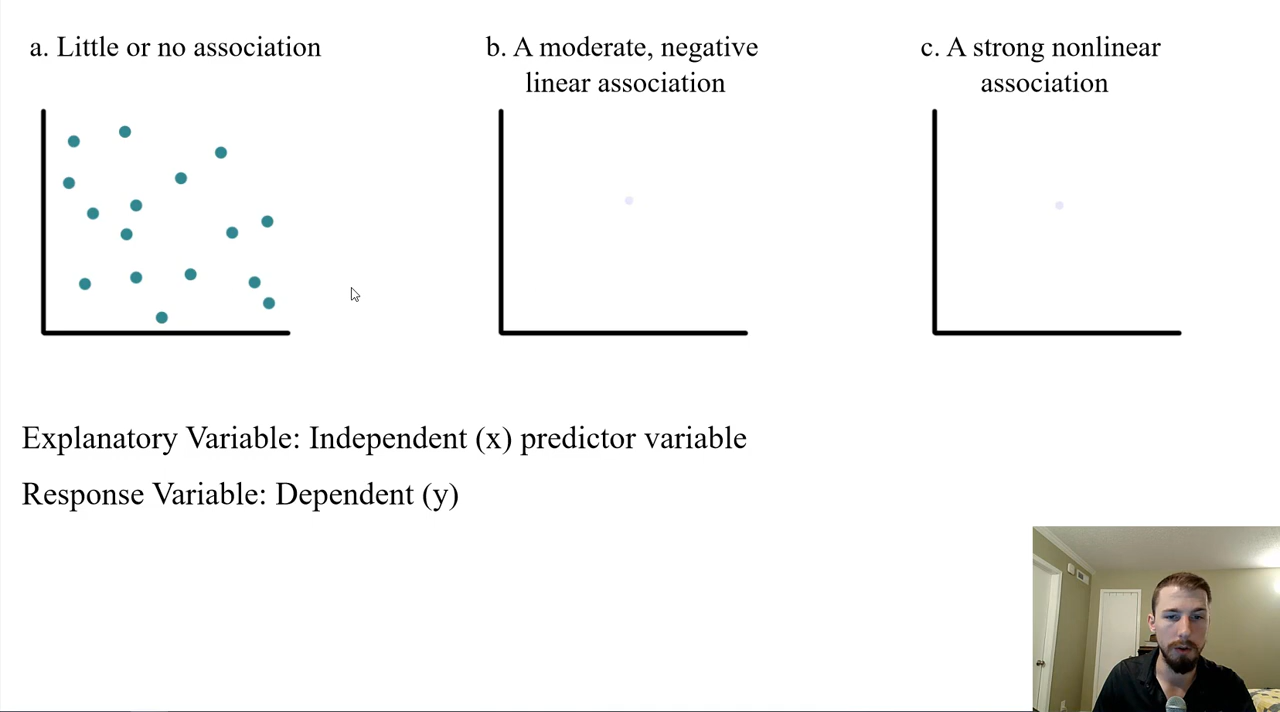 a. Little or no association
b. A moderate, negative
linear association
c. A strong nonlinear
association
Explanatory Variable: Independent (x) predictor variable
Response Variable: Dependent (y)